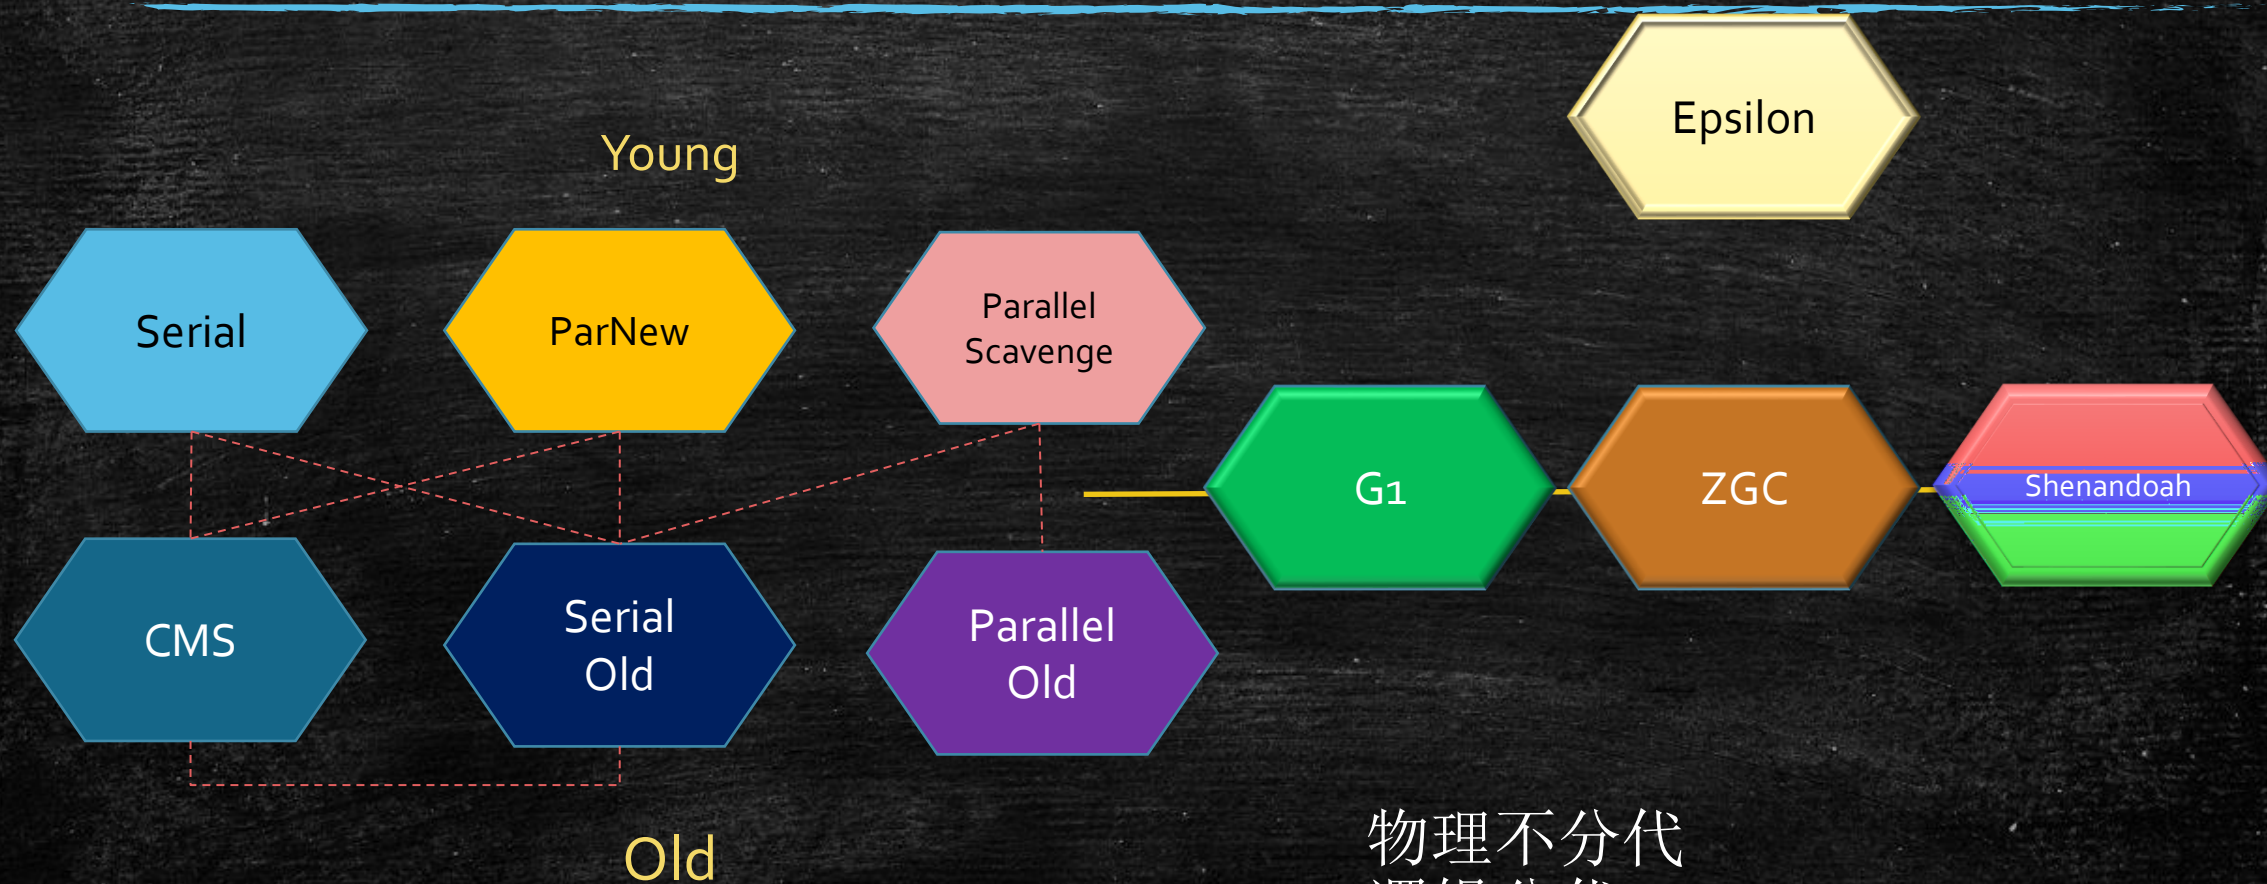 Epsilon
Young
Serial
ParNew
Parallel
Scavenge
G1
ZGC
Shenandoah
CMS
Serial
Old
Parallel
Old
物理不分代
Old